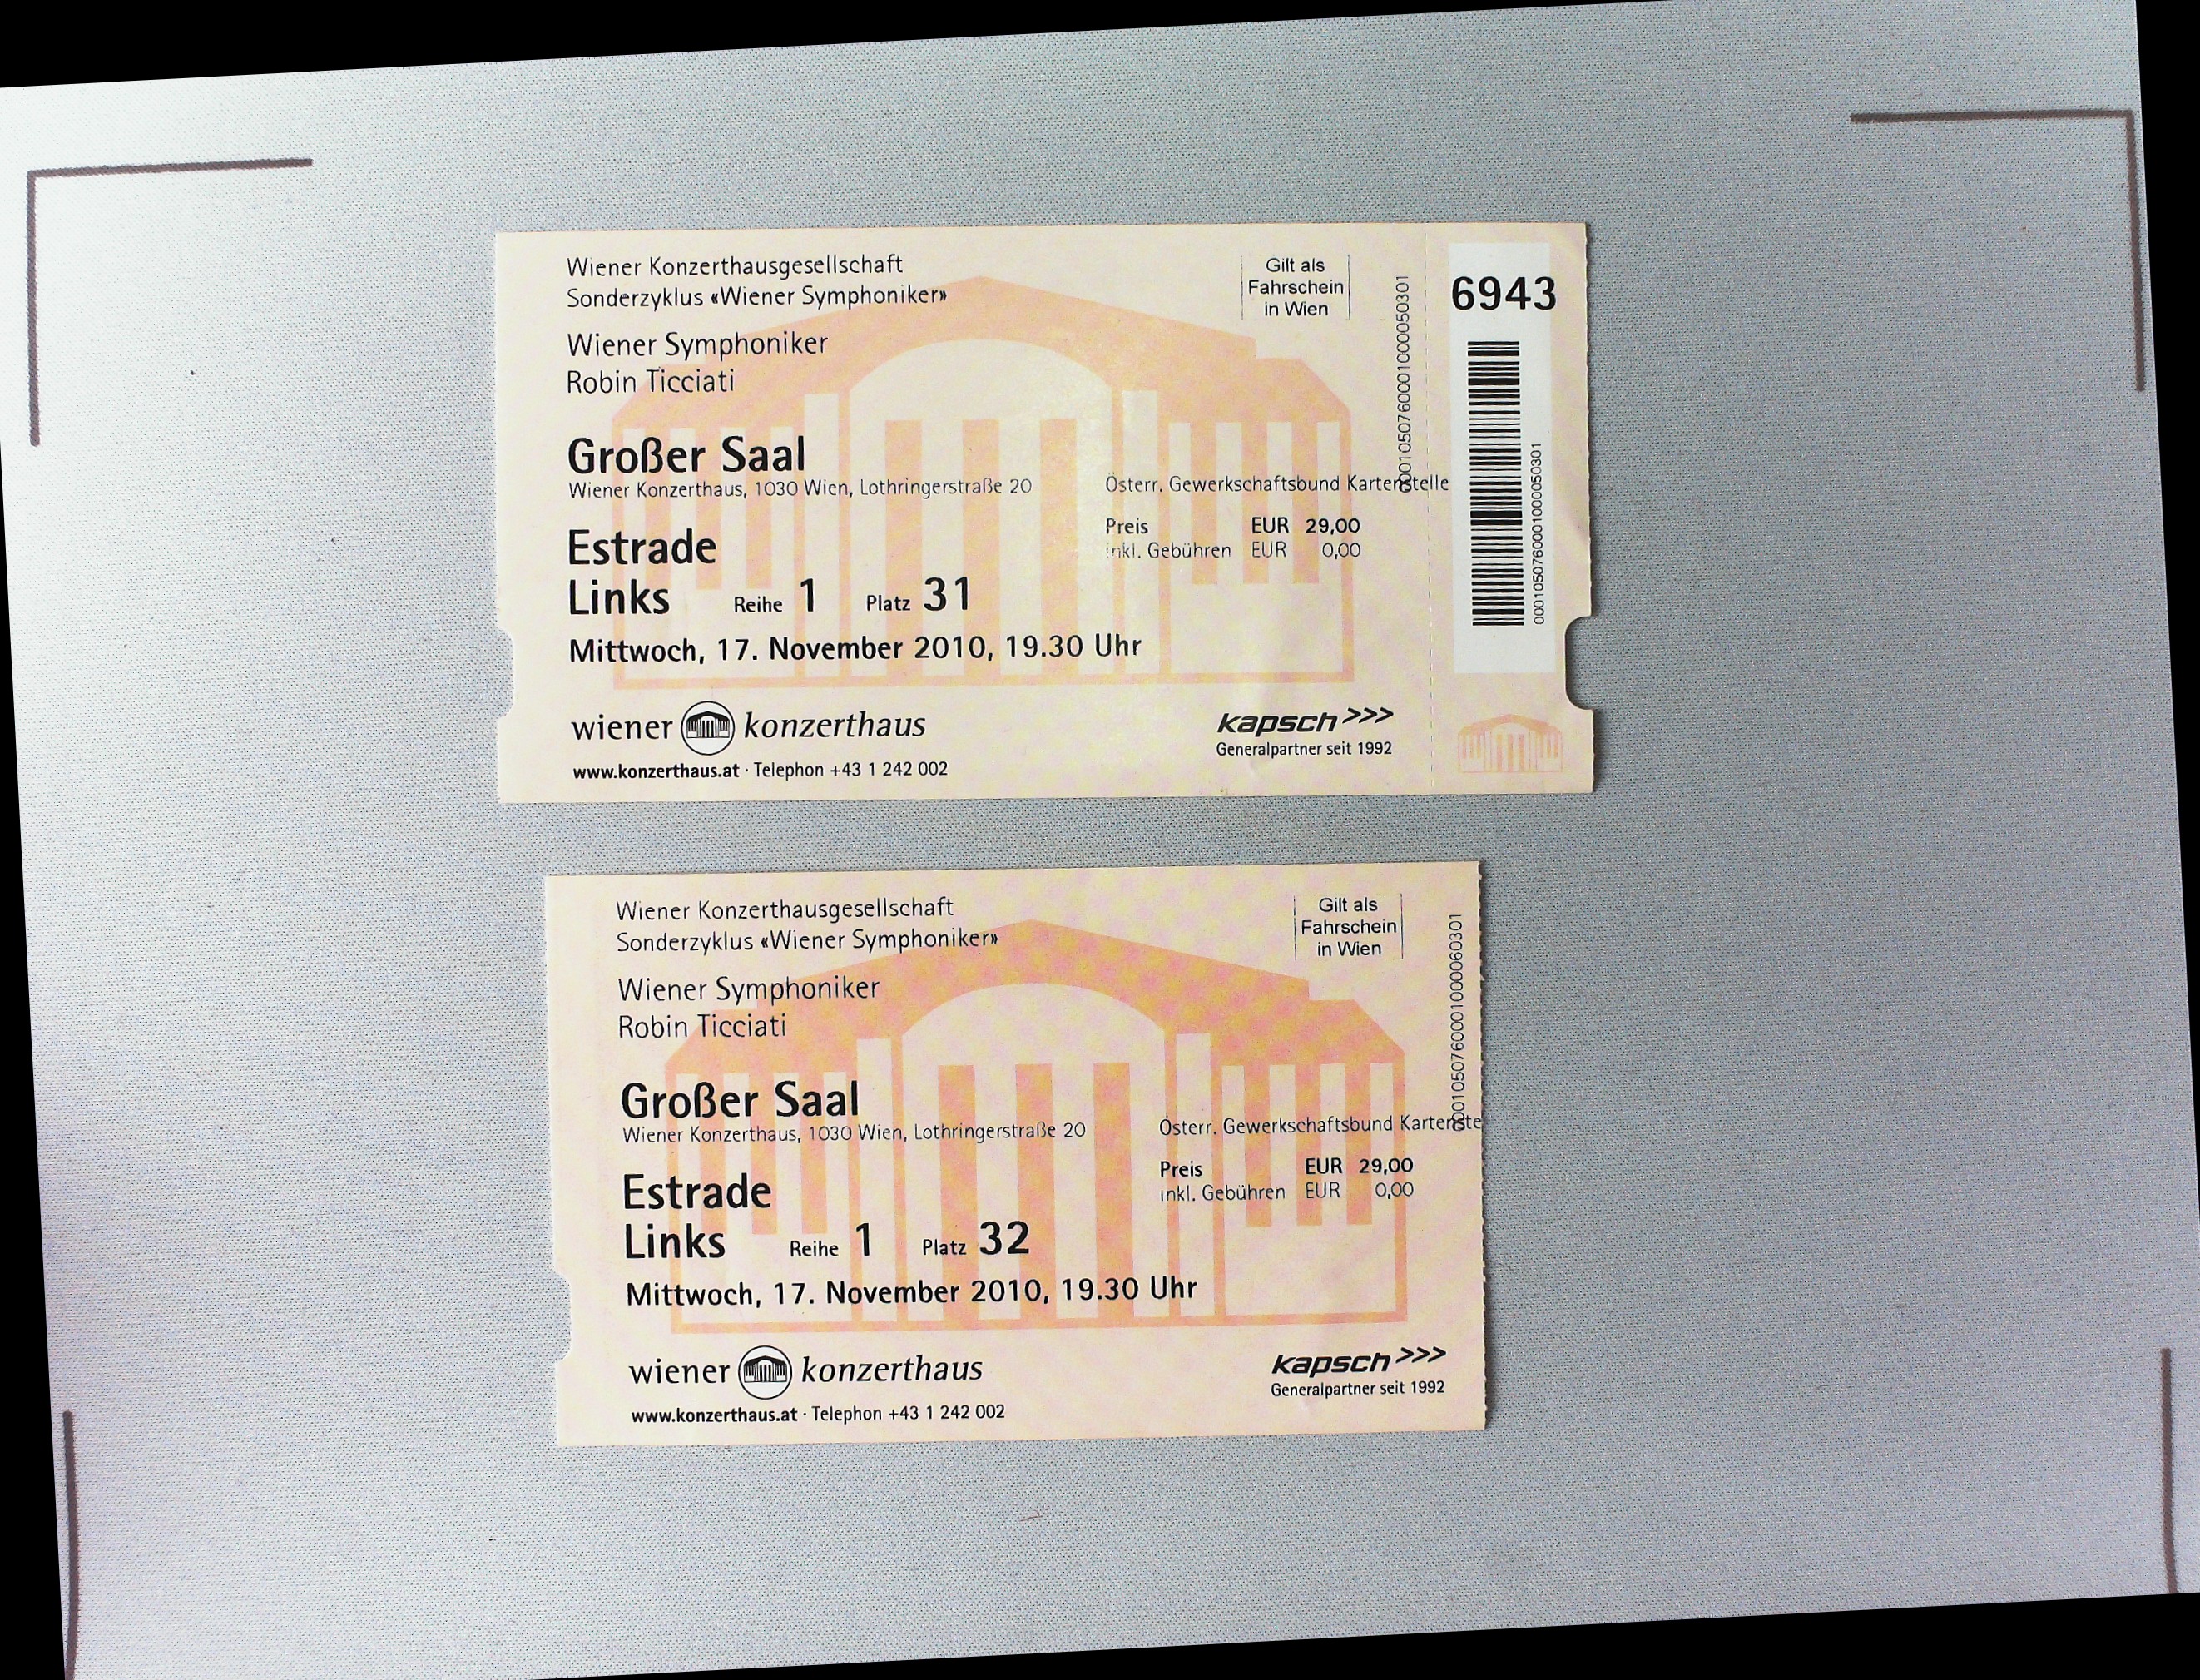 Wiener Konzerthausgesellschaft
Sonderzyklus «Wiener Symphoniker»
Gilt als
Fahrschein
in Wien
Wiener Symphoniker
Robin Ticciati
Großer Saal
Wiener Konzerthaus, 1030 Wien, Lothringerstraße 20
Österr. Gewerkschaftsbund Kartenstelle
Preis EUR 29,00
inkl. Gebühren EUR 0,00
Estrade
Links Reihe 1 Platz 31
Mittwoch, 17. November 2010, 19.30 Uhr
wiener konzerthaus
www.konzerthaus.at · Telephon +43 1 242 002
kapsch >>>
Generalpartner seit 1992
0001050760001000050301
6943
0001050760001000050301
Wiener Konzerthausgesellschaft
Sonderzyklus «Wiener Symphoniker»
Gilt als
Fahrschein
in Wien
Wiener Symphoniker
Robin Ticciati
Großer Saal
Wiener Konzerthaus, 1030 Wien, Lothringerstraße 20
Österr. Gewerkschaftsbund Kartenste
Preis EUR 29,00
inkl. Gebühren EUR 0,00
Estrade
Links Reihe 1 Platz 32
Mittwoch, 17. November 2010, 19.30 Uhr
wiener konzerthaus
www.konzerthaus.at · Telephon +43 1 242 002
kapsch >>>
Generalpartner seit 1992
0001050760001000060301